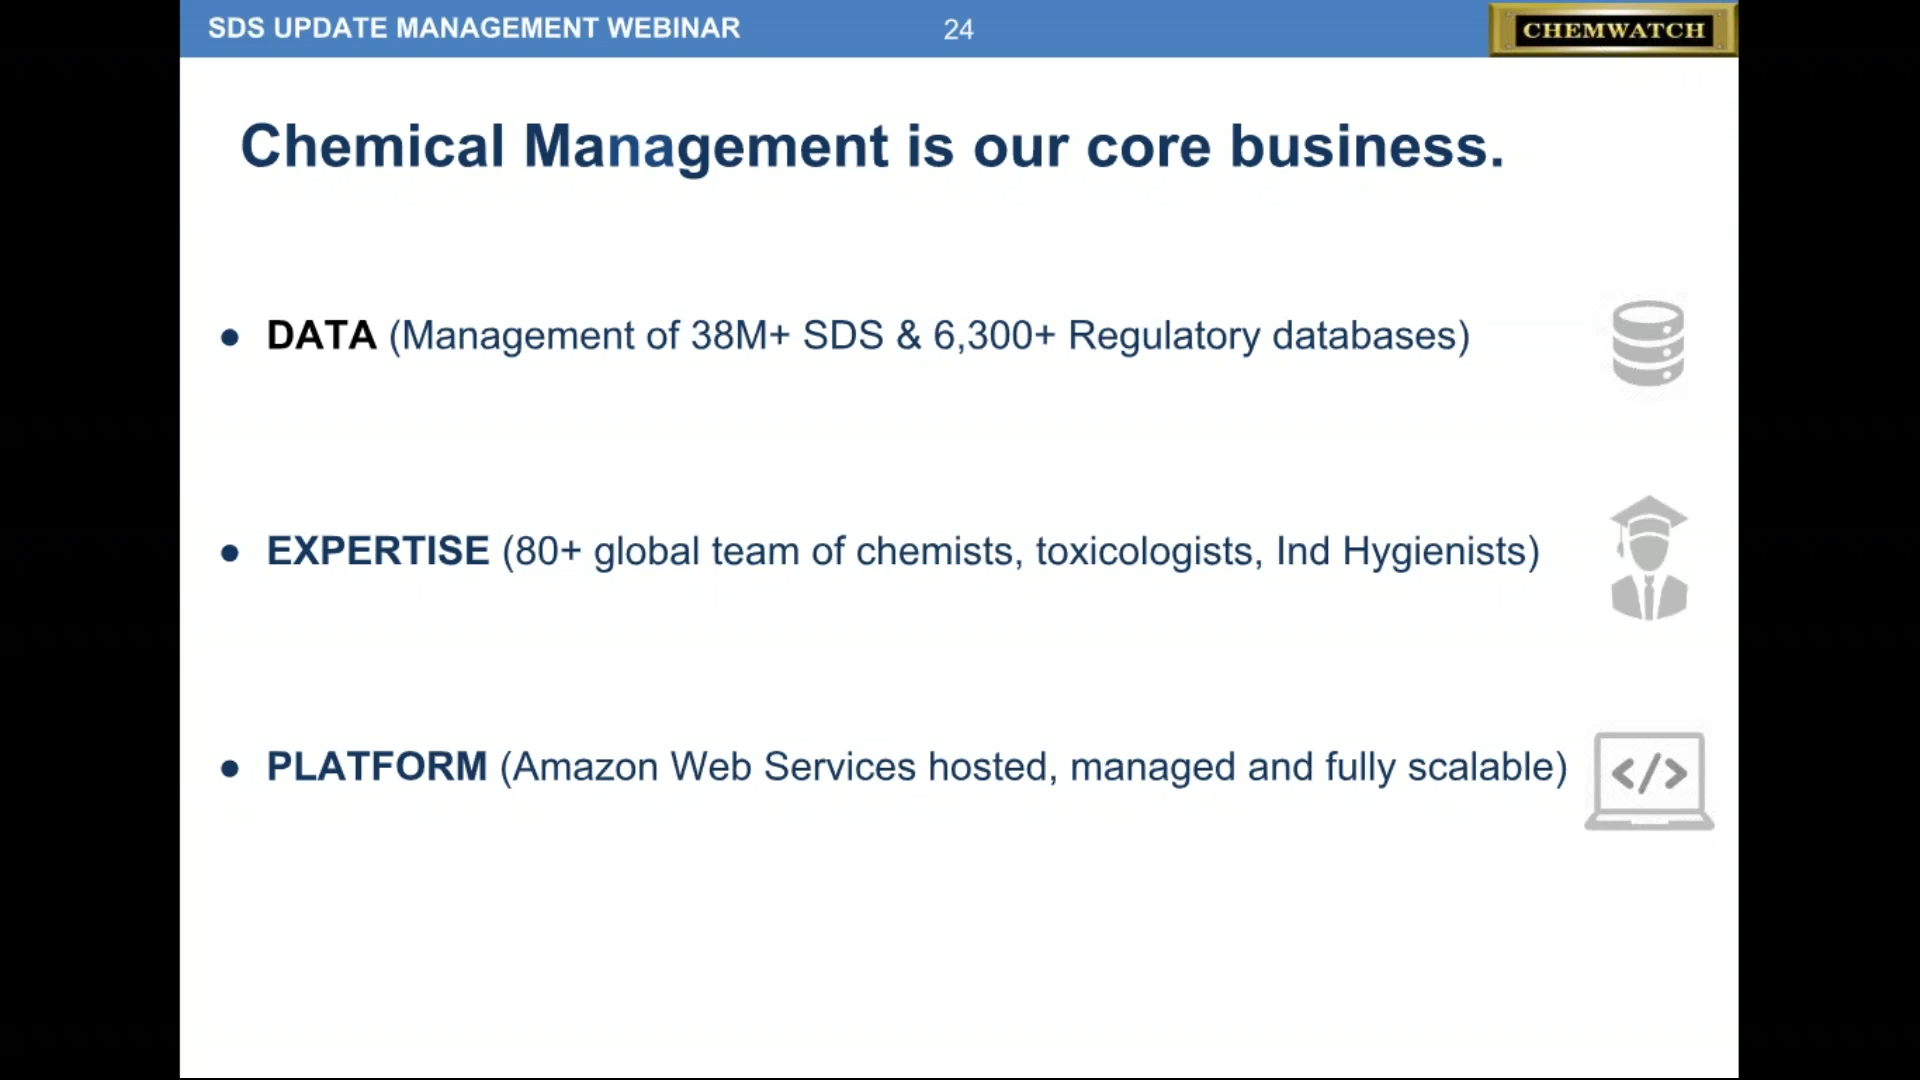 SDS UPDATE MANAGEMENT WEBINAR
24
CHEMWATCH
Chemical Management is our core business.
● DATA (Management of 38M+ SDS & 6,300+ Regulatory databases)
● EXPERTISE (80+ global team of chemists, toxicologists, Ind Hygienists)
● PLATFORM (Amazon Web Services hosted, managed and fully scalable)
</>